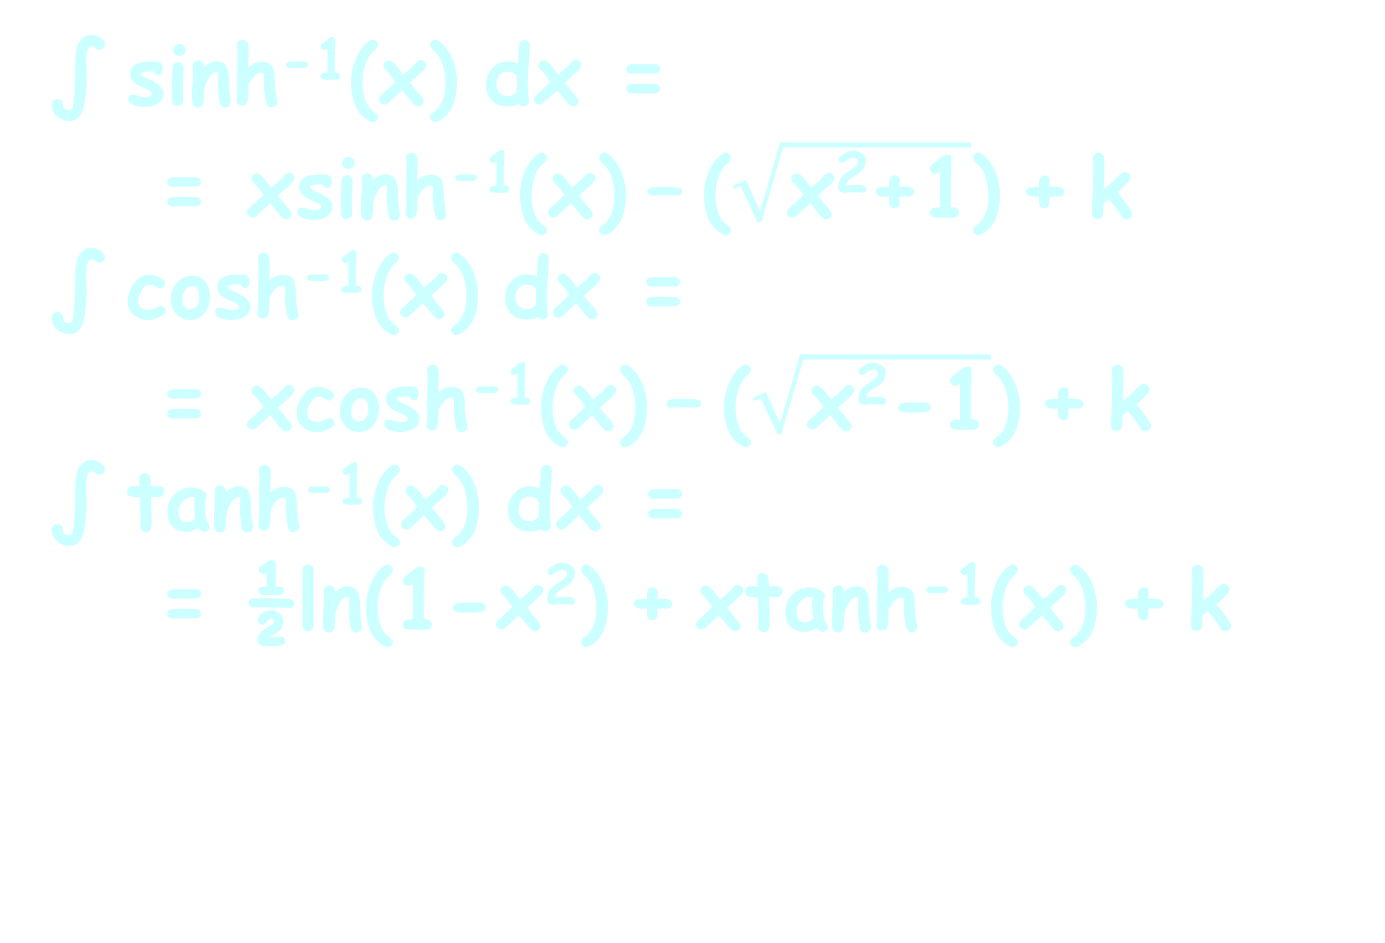 ∫ sinh⁻¹(x) dx =
= xsinh⁻¹(x) − (√x²+1) + k
∫ cosh⁻¹(x) dx =
= xcosh⁻¹(x) − (√x²−1) + k
∫ tanh⁻¹(x) dx =
= ½ln(1−x²) + xtanh⁻¹(x) + k